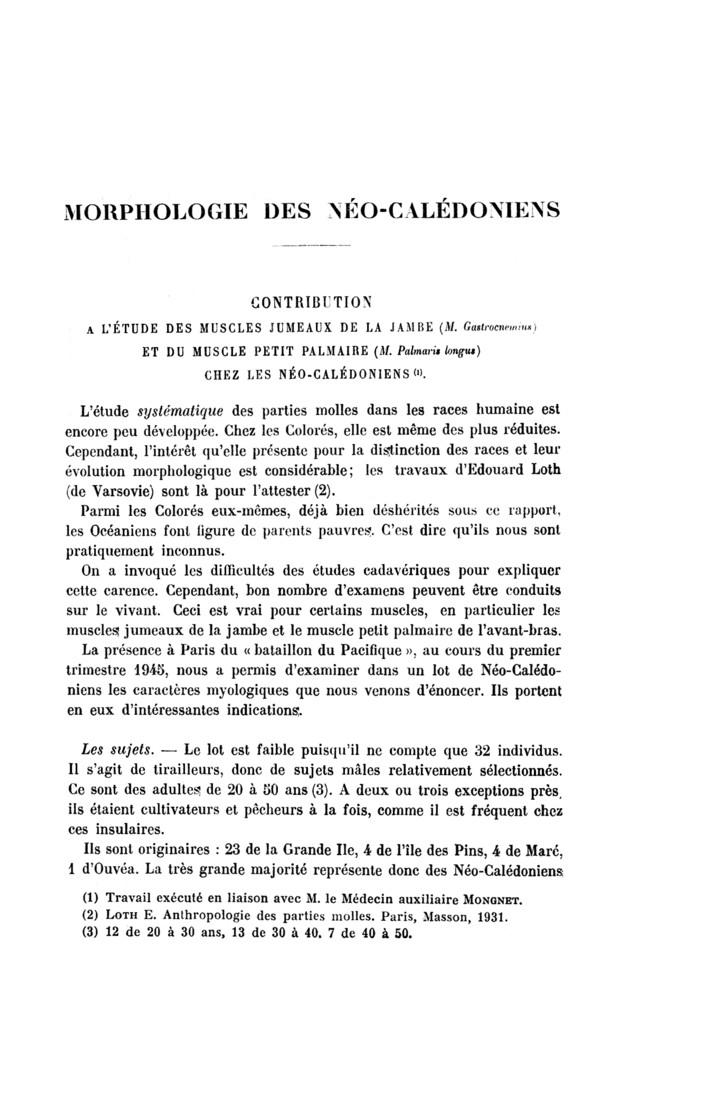 MORPHOLOGIE DES NÉO-CALÉDONIENS
CONTRIBUTION
A L'ÉTUDE DES MUSCLES JUMEAUX DE LA JAMBE (M. Gastrocnemius)
ET DU MUSCLE PETIT PALMAIRE (M. Palmaris longus)
CHEZ LES NÉO-CALÉDONIENS (1).
L'étude systématique des parties molles dans les races humaine est
encore peu développée. Chez les Colorés, elle est même des plus réduites.
Cependant, l'intérêt qu'elle présente pour la distinction des races et leur
évolution morphologique est considérable; les travaux d'Edouard Loth
(de Varsovie) sont là pour l'attester (2).
Parmi les Colorés eux-mêmes, déjà bien déshérités sous ce rapport,
les Océaniens font figure de parents pauvres. C'est dire qu'ils nous sont
pratiquement inconnus.
On a invoqué les difficultés des études cadavériques pour expliquer
cette carence. Cependant, bon nombre d'examens peuvent être conduits
sur le vivant. Ceci est vrai pour certains muscles, en particulier les
muscles jumeaux de la jambe et le muscle petit palmaire de l'avant-bras.
La présence à Paris du « bataillon du Pacifique », au cours du premier
trimestre 1945, nous a permis d'examiner dans un lot de Néo-Calédo-
niens les caractères myologiques que nous venons d'énoncer. Ils portent
en eux d'intéressantes indications.
Les sujets. — Le lot est faible puisqu'il ne compte que 32 individus.
Il s'agit de tirailleurs, donc de sujets mâles relativement sélectionnés.
Ce sont des adultes de 20 à 50 ans (3). A deux ou trois exceptions près,
ils étaient cultivateurs et pêcheurs à la fois, comme il est fréquent chez
ces insulaires.
Ils sont originaires : 23 de la Grande Ile, 4 de l'île des Pins, 4 de Maré,
1 d'Ouvéa. La très grande majorité représente donc des Néo-Calédoniens
(1) Travail exécuté en liaison avec M. le Médecin auxiliaire MONGNET.
(2) LOTH E. Anthropologie des parties molles. Paris, Masson, 1931.
(3) 12 de 20 à 30 ans, 13 de 30 à 40. 7 de 40 à 50.